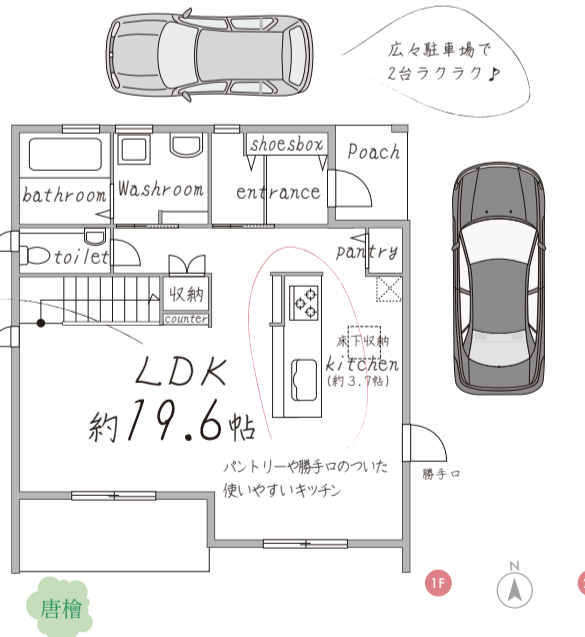 広々駐車場で
2台ラクラク♪
shoesbox
Poach
bathroom
Washroom
entrance
toilet
pantry
収納
counter
床下収納
kitchen
(約3.7帖)
LDK
約19.6帖
パントリーや勝手口のついた
使いやすいキッチン
勝手口
1F
N
唐檜